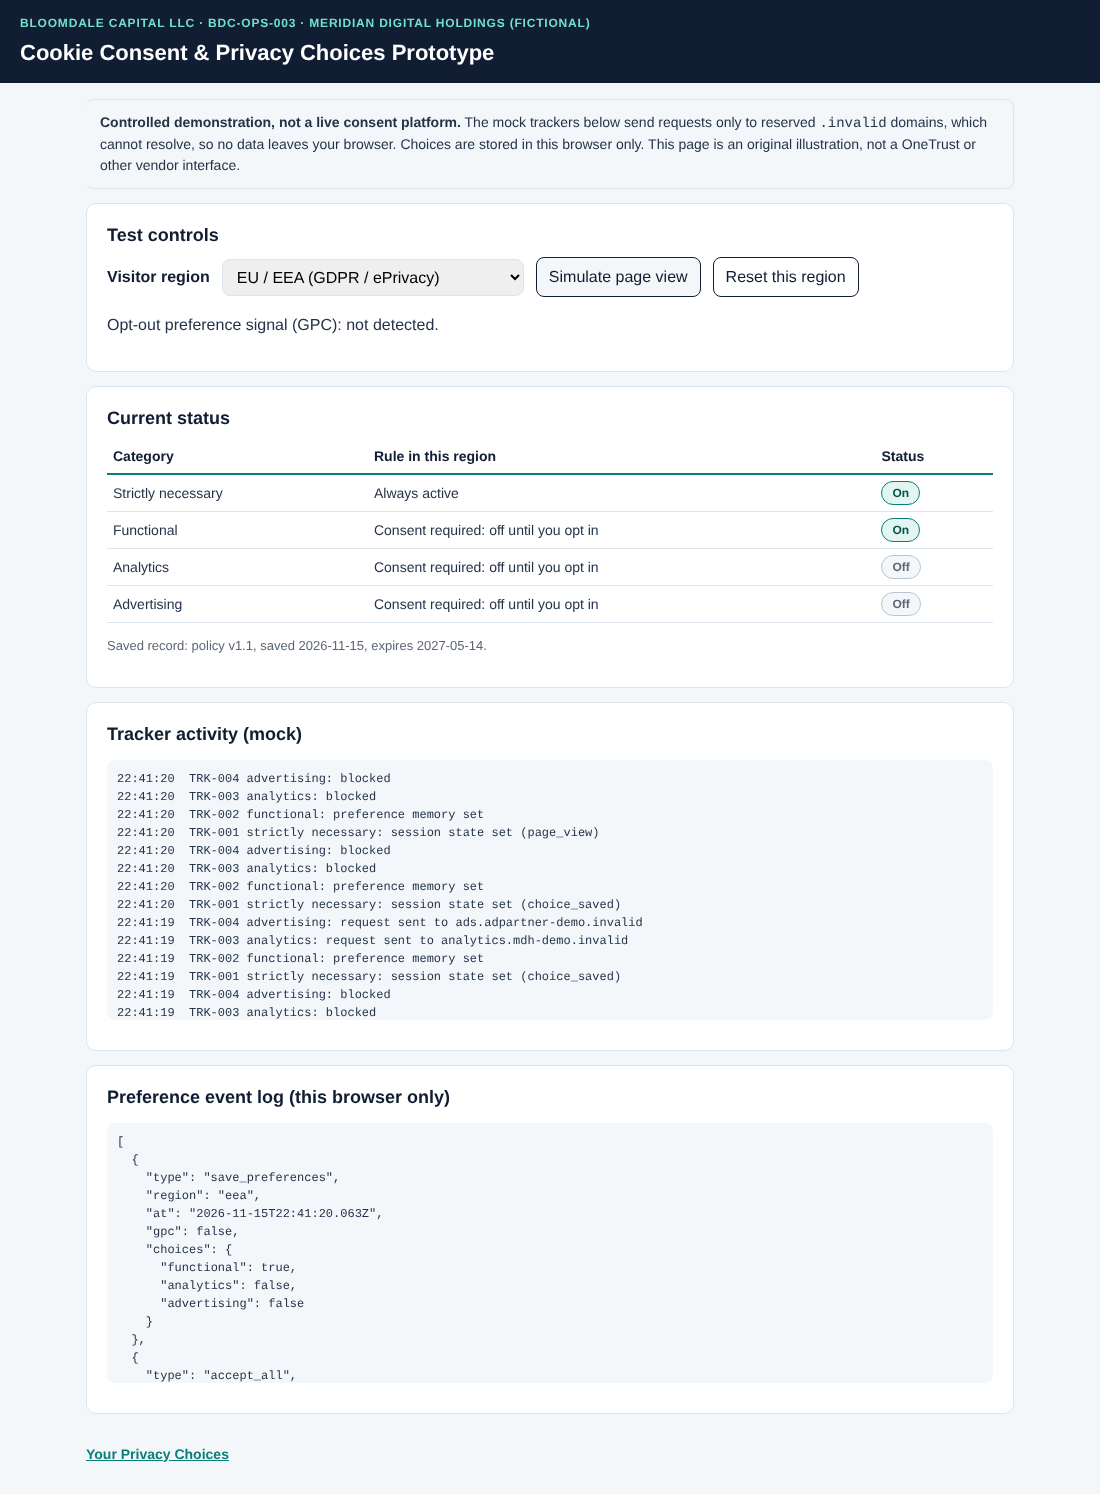 BLOOMDALE CAPITAL LLC · BDC-OPS-003 · MERIDIAN DIGITAL HOLDINGS (FICTIONAL)
Cookie Consent & Privacy Choices Prototype
Controlled demonstration, not a live consent platform. The mock trackers below send requests only to reserved .invalid domains, which
cannot resolve, so no data leaves your browser. Choices are stored in this browser only. This page is an original illustration, not a OneTrust or
other vendor interface.
Test controls
Visitor region EU / EEA (GDPR / ePrivacy) Simulate page view Reset this region
Opt-out preference signal (GPC): not detected.
Current status
Category Rule in this region Status
Strictly necessary Always active On
Functional Consent required: off until you opt in On
Analytics Consent required: off until you opt in Off
Advertising Consent required: off until you opt in Off
Saved record: policy v1.1, saved 2026-11-15, expires 2027-05-14.
Tracker activity (mock)
22:41:20 TRK-004 advertising: blocked
22:41:20 TRK-003 analytics: blocked
22:41:20 TRK-002 functional: preference memory set
22:41:20 TRK-001 strictly necessary: session state set (page_view)
22:41:20 TRK-004 advertising: blocked
22:41:20 TRK-003 analytics: blocked
22:41:20 TRK-002 functional: preference memory set
22:41:20 TRK-001 strictly necessary: session state set (choice_saved)
22:41:19 TRK-004 advertising: request sent to ads.adpartner-demo.invalid
22:41:19 TRK-003 analytics: request sent to analytics.mdh-demo.invalid
22:41:19 TRK-002 functional: preference memory set
22:41:19 TRK-001 strictly necessary: session state set (choice_saved)
22:41:19 TRK-004 advertising: blocked
22:41:19 TRK-003 analytics: blocked
Preference event log (this browser only)
[
{
"type": "save_preferences",
"region": "eea",
"at": "2026-11-15T22:41:20.063Z",
"gpc": false,
"choices": {
"functional": true,
"analytics": false,
"advertising": false
}
},
{
"type": "accept_all",
Your Privacy Choices